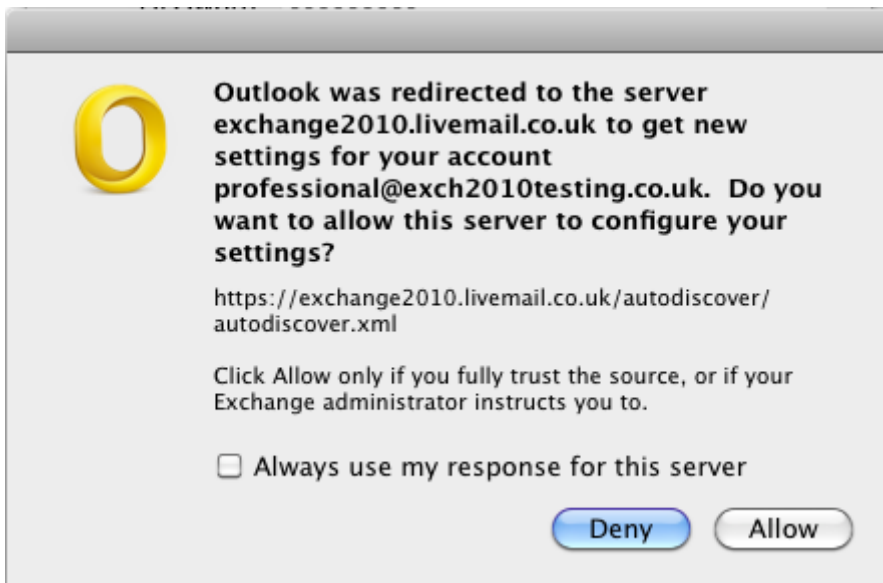 Outlook was redirected to the server
exchange2010.livemail.co.uk to get new
settings for your account
professional@exch2010testing.co.uk. Do you
want to allow this server to configure your
settings?
https://exchange2010.livemail.co.uk/autodiscover/
autodiscover.xml
Click Allow only if you fully trust the source, or if your
Exchange administrator instructs you to.
Always use my response for this server
Deny
Allow